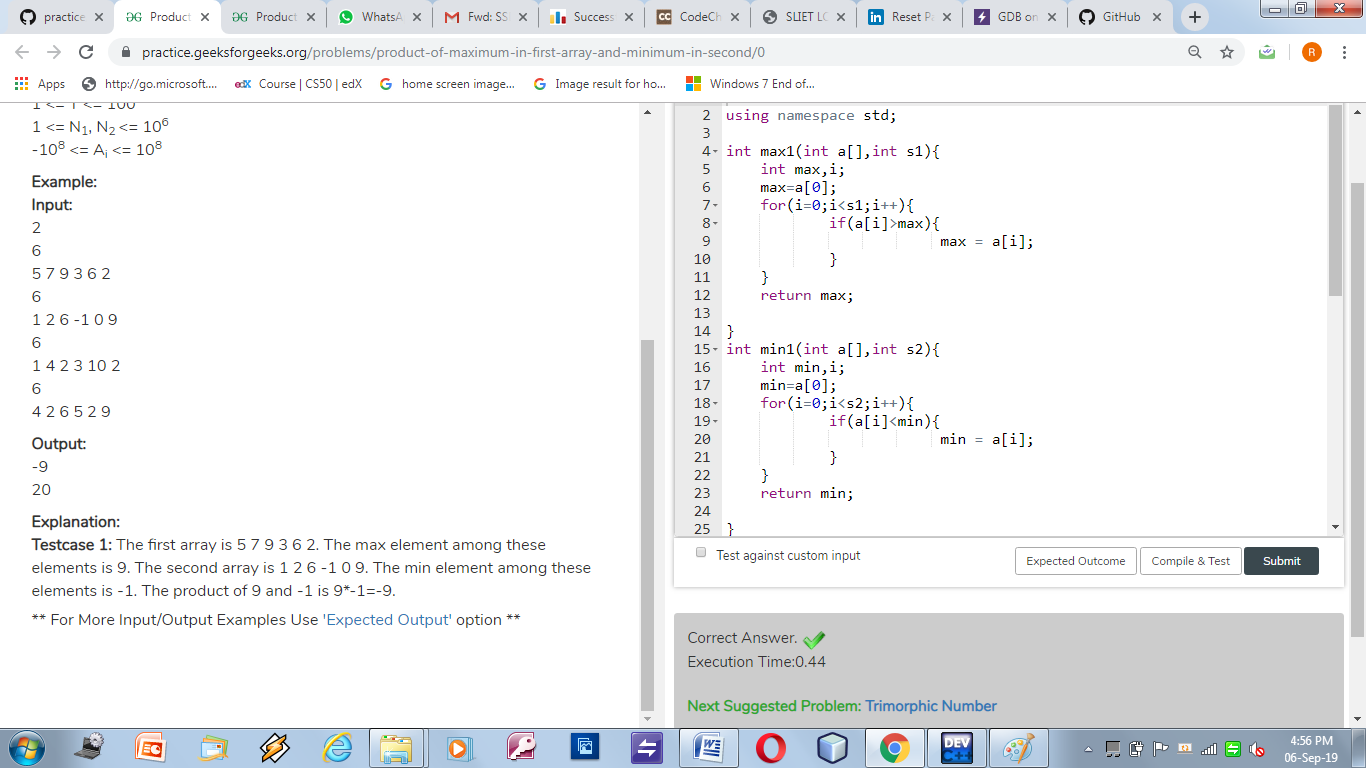 practice
Product
Product
WhatsA
Fwd: SS
Success
CodeCh
SLIET LO
Reset P
GDB on
GitHub
practice.geeksforgeeks.org/problems/product-of-maximum-in-first-array-and-minimum-in-second/0
R
Apps
http://go.microsoft....
edX Course | CS50 | edX
G home screen image...
G Image result for ho...
Windows 7 End of...
1 <= T <= 100
1 <= N1, N2 <= 10^6
-10^8 <= Ai <= 10^8
Example:
Input:
2
6
5 7 9 3 6 2
6
1 2 6 -1 0 9
6
1 4 2 3 10 2
6
4 2 6 5 2 9
Output:
-9
20
Explanation:
Testcase 1: The first array is 5 7 9 3 6 2. The max element among these
elements is 9. The second array is 1 2 6 -1 0 9. The min element among these
elements is -1. The product of 9 and -1 is 9*-1=-9.
** For More Input/Output Examples Use 'Expected Output' option **
2 using namespace std;
3
4 int max1(int a[],int s1){
5 int max,i;
6 max=a[0];
7 for(i=0;i<s1;i++){
8 if(a[i]>max){
9 max = a[i];
10 }
11 }
12 return max;
13
14 }
15 int min1(int a[],int s2){
16 int min,i;
17 min=a[0];
18 for(i=0;i<s2;i++){
19 if(a[i]<min){
20 min = a[i];
21 }
22 }
23 return min;
24
25 }
Test against custom input
Expected Outcome
Compile & Test
Submit
Correct Answer.
Execution Time:0.44
Next Suggested Problem: Trimorphic Number
DEV
C++
4:56 PM
06-Sep-19